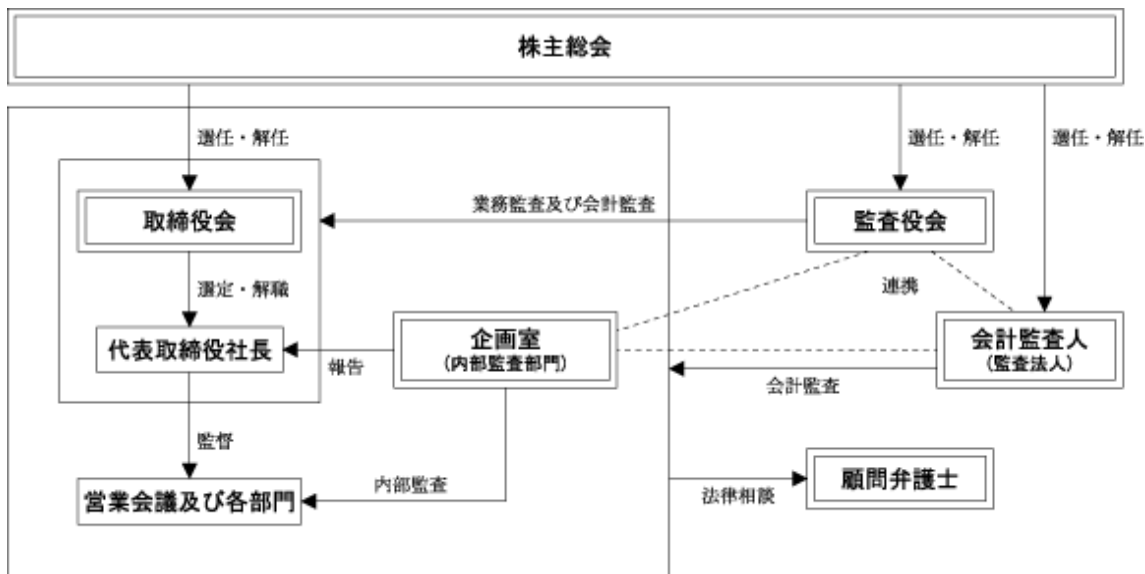 株主総会
選任・解任
選任・解任
選任・解任
取締役会
業務監査及び会計監査
監査役会
選定・解職
連携
代表取締役社長
報告
企画室
(内部監査部門)
会計監査人
(監査法人)
会計監査
監督
営業会議及び各部門
内部監査
法律相談
顧問弁護士